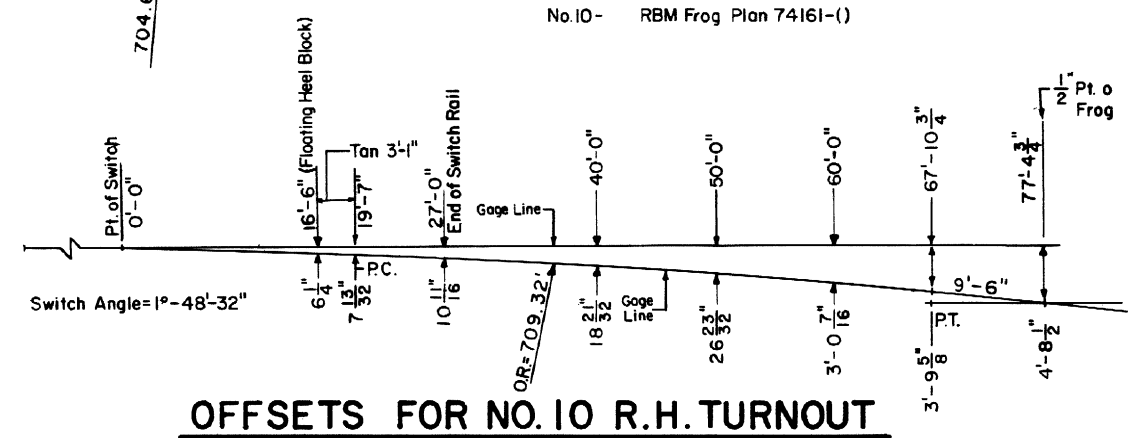 704.6
No.10- RBM Frog Plan 74161-()
Pt. of Switch
0'-0"
16'-6" (Floating Heel Block)
Tan 3'-1"
19'-7"
27'-0"
End of Switch Rail
Gage Line
40'-0"
50'-0"
60'-0"
67'-10 3/4"
1/2" Pt. o
Frog
77'-4 3/4"
Switch Angle=1°-48'-32"
6 1/4"
7 13/32"
P.C.
10 11/16"
O.R.=709.32'
18 21/32"
Gage
Line
26 23/32"
3'-0 7/16"
9'-6"
P.T.
3'-9 5/8"
4'-8 1/2"
OFFSETS FOR NO.10 R.H. TURNOUT